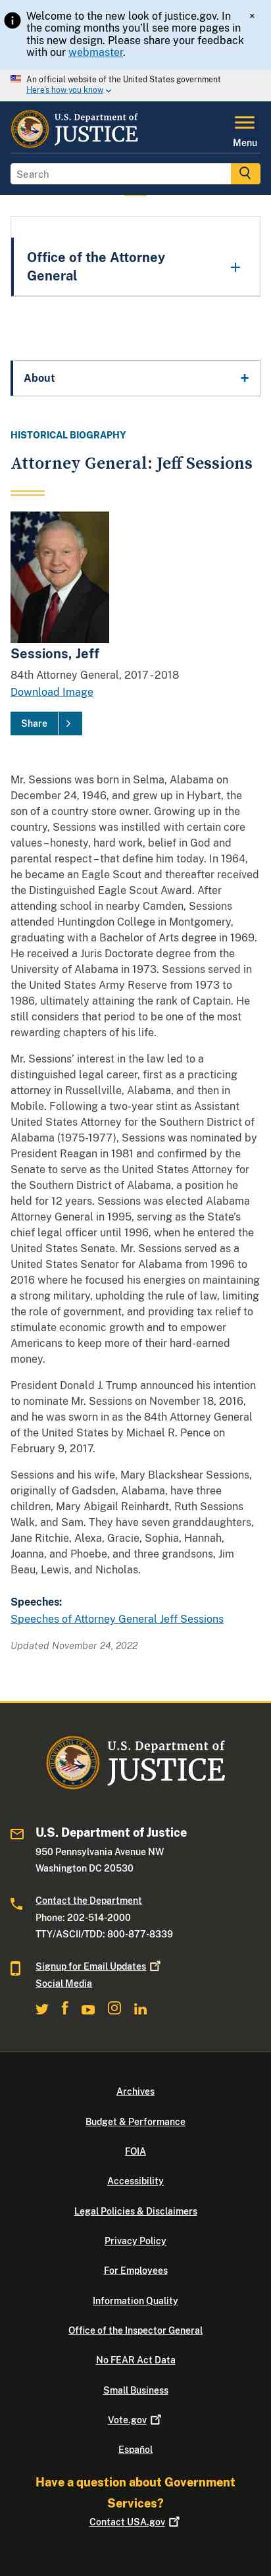 Welcome to the new look of justice.gov. In
the coming months you'll see more pages in
this new design. Please share your feedback
with our webmaster.
×
An official website of the United States government
Here's how you know
U.S. Department of
JUSTICE
Menu
Search
Office of the Attorney
General
About
HISTORICAL BIOGRAPHY
Attorney General: Jeff Sessions
Sessions, Jeff
84th Attorney General, 2017 - 2018
Download Image
Share
Mr. Sessions was born in Selma, Alabama on
December 24, 1946, and grew up in Hybart, the
son of a country store owner. Growing up in the
country, Sessions was instilled with certain core
values – honesty, hard work, belief in God and
parental respect – that define him today. In 1964,
he became an Eagle Scout and thereafter received
the Distinguished Eagle Scout Award. After
attending school in nearby Camden, Sessions
attended Huntingdon College in Montgomery,
graduating with a Bachelor of Arts degree in 1969.
He received a Juris Doctorate degree from the
University of Alabama in 1973. Sessions served in
the United States Army Reserve from 1973 to
1986, ultimately attaining the rank of Captain. He
still considers that period to be one of the most
rewarding chapters of his life.
Mr. Sessions’ interest in the law led to a
distinguished legal career, first as a practicing
attorney in Russellville, Alabama, and then in
Mobile. Following a two-year stint as Assistant
United States Attorney for the Southern District of
Alabama (1975-1977), Sessions was nominated by
President Reagan in 1981 and confirmed by the
Senate to serve as the United States Attorney for
the Southern District of Alabama, a position he
held for 12 years. Sessions was elected Alabama
Attorney General in 1995, serving as the State’s
chief legal officer until 1996, when he entered the
United States Senate. Mr. Sessions served as a
United States Senator for Alabama from 1996 to
2016 where he focused his energies on maintaining
a strong military, upholding the rule of law, limiting
the role of government, and providing tax relief to
stimulate economic growth and to empower
Americans to keep more of their hard-earned
money.
President Donald J. Trump announced his intention
to nominate Mr. Sessions on November 18, 2016,
and he was sworn in as the 84th Attorney General
of the United States by Michael R. Pence on
February 9, 2017.
Sessions and his wife, Mary Blackshear Sessions,
originally of Gadsden, Alabama, have three
children, Mary Abigail Reinhardt, Ruth Sessions
Walk, and Sam. They have seven granddaughters,
Jane Ritchie, Alexa, Gracie, Sophia, Hannah,
Joanna, and Phoebe, and three grandsons, Jim
Beau, Lewis, and Nicholas.
Speeches:
Speeches of Attorney General Jeff Sessions
Updated November 24, 2022
U.S. Department of
JUSTICE
U.S. Department of Justice
950 Pennsylvania Avenue NW
Washington DC 20530
Contact the Department
Phone: 202-514-2000
TTY/ASCII/TDD: 800-877-8339
Signup for Email Updates
Social Media
Archives
Budget & Performance
FOIA
Accessibility
Legal Policies & Disclaimers
Privacy Policy
For Employees
Information Quality
Office of the Inspector General
No FEAR Act Data
Small Business
Vote.gov
Español
Have a question about Government
Services?
Contact USA.gov